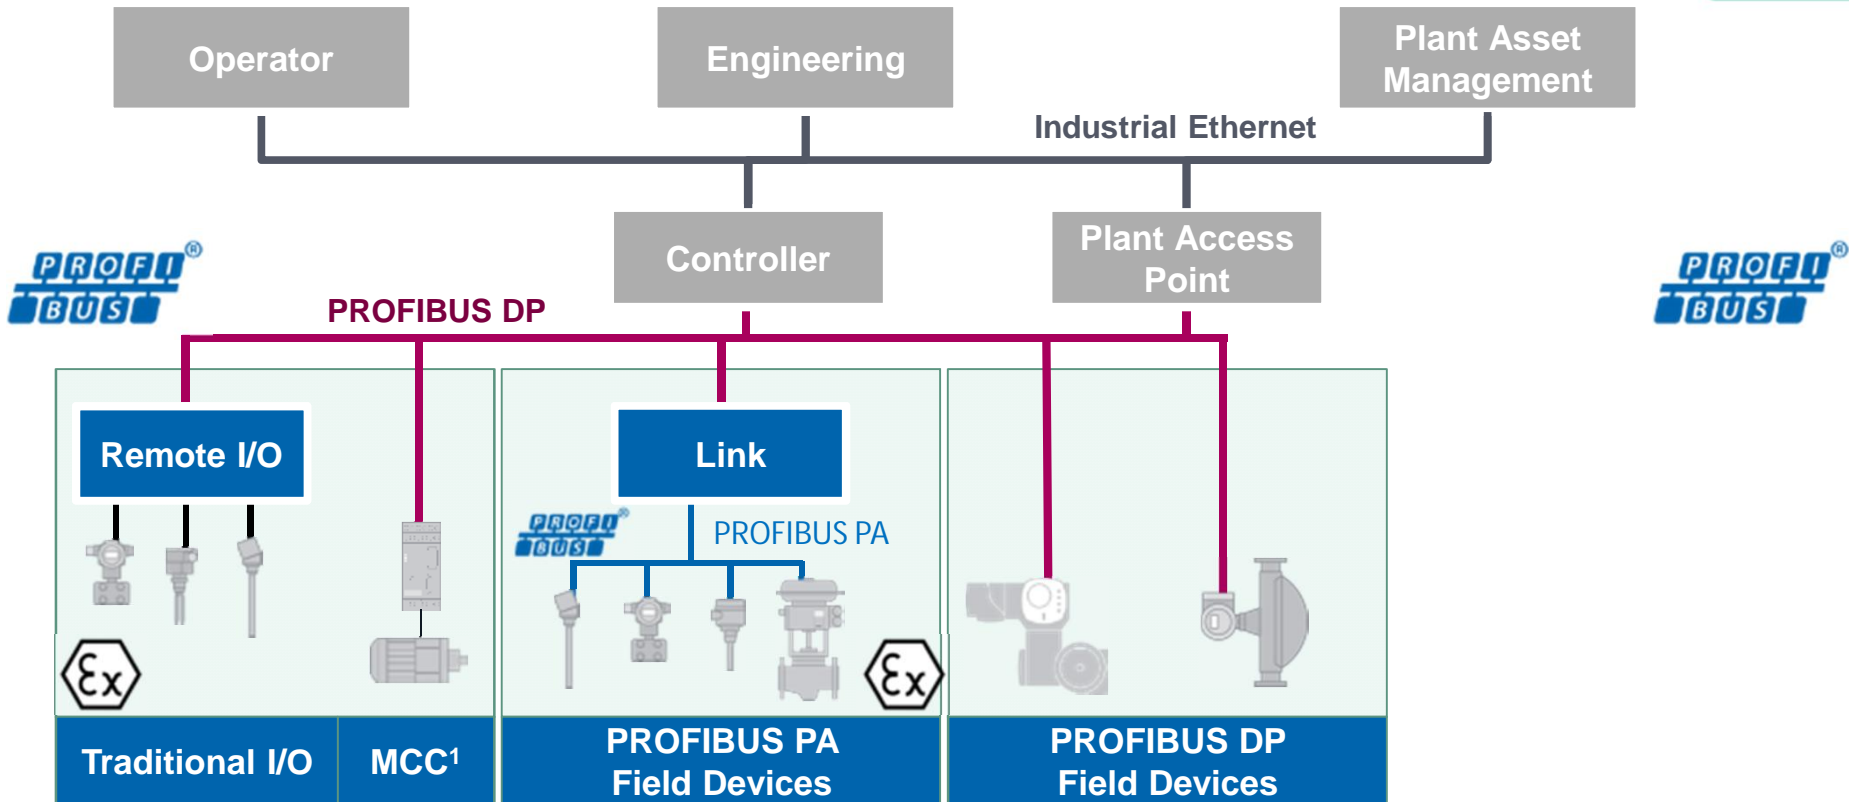 Operator
Engineering
Plant Asset
Management
Industrial Ethernet
Controller
Plant Access
Point
PROFI®
BUS
PROFI®
BUS
PROFIBUS DP
Remote I/O
Link
PROFI®
BUS
PROFIBUS PA
Ex
Ex
Traditional I/O
MCC¹
PROFIBUS PA
Field Devices
PROFIBUS DP
Field Devices